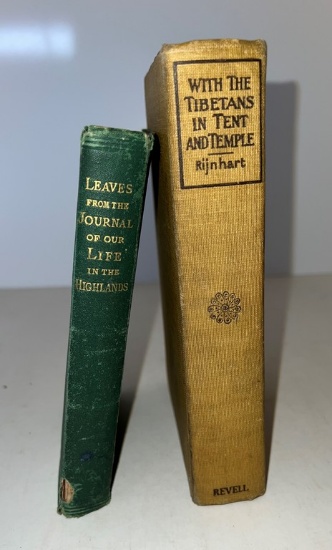 LEAVES
FROM THE
JOURNAL
OF OUR
LIFE
IN THE
HIGHLANDS
WITH THE
TIBETANS
IN TENT
AND TEMPLE
Rijnhart
REVELL